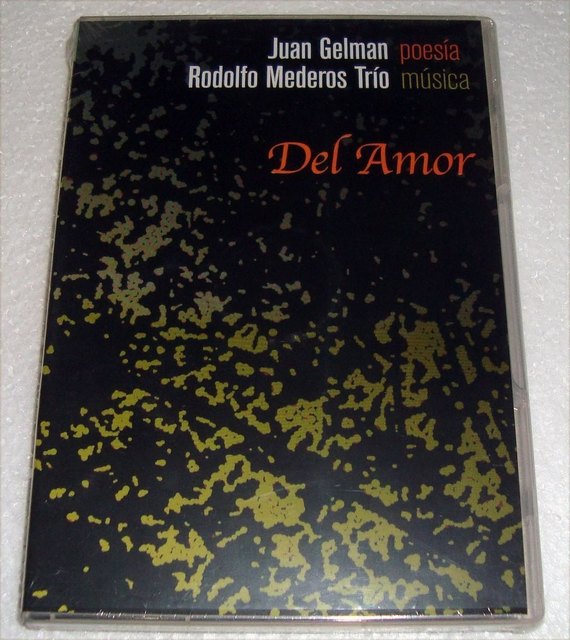 Juan Gelman poesía
Rodolfo Mederos Trío música
Del Amor